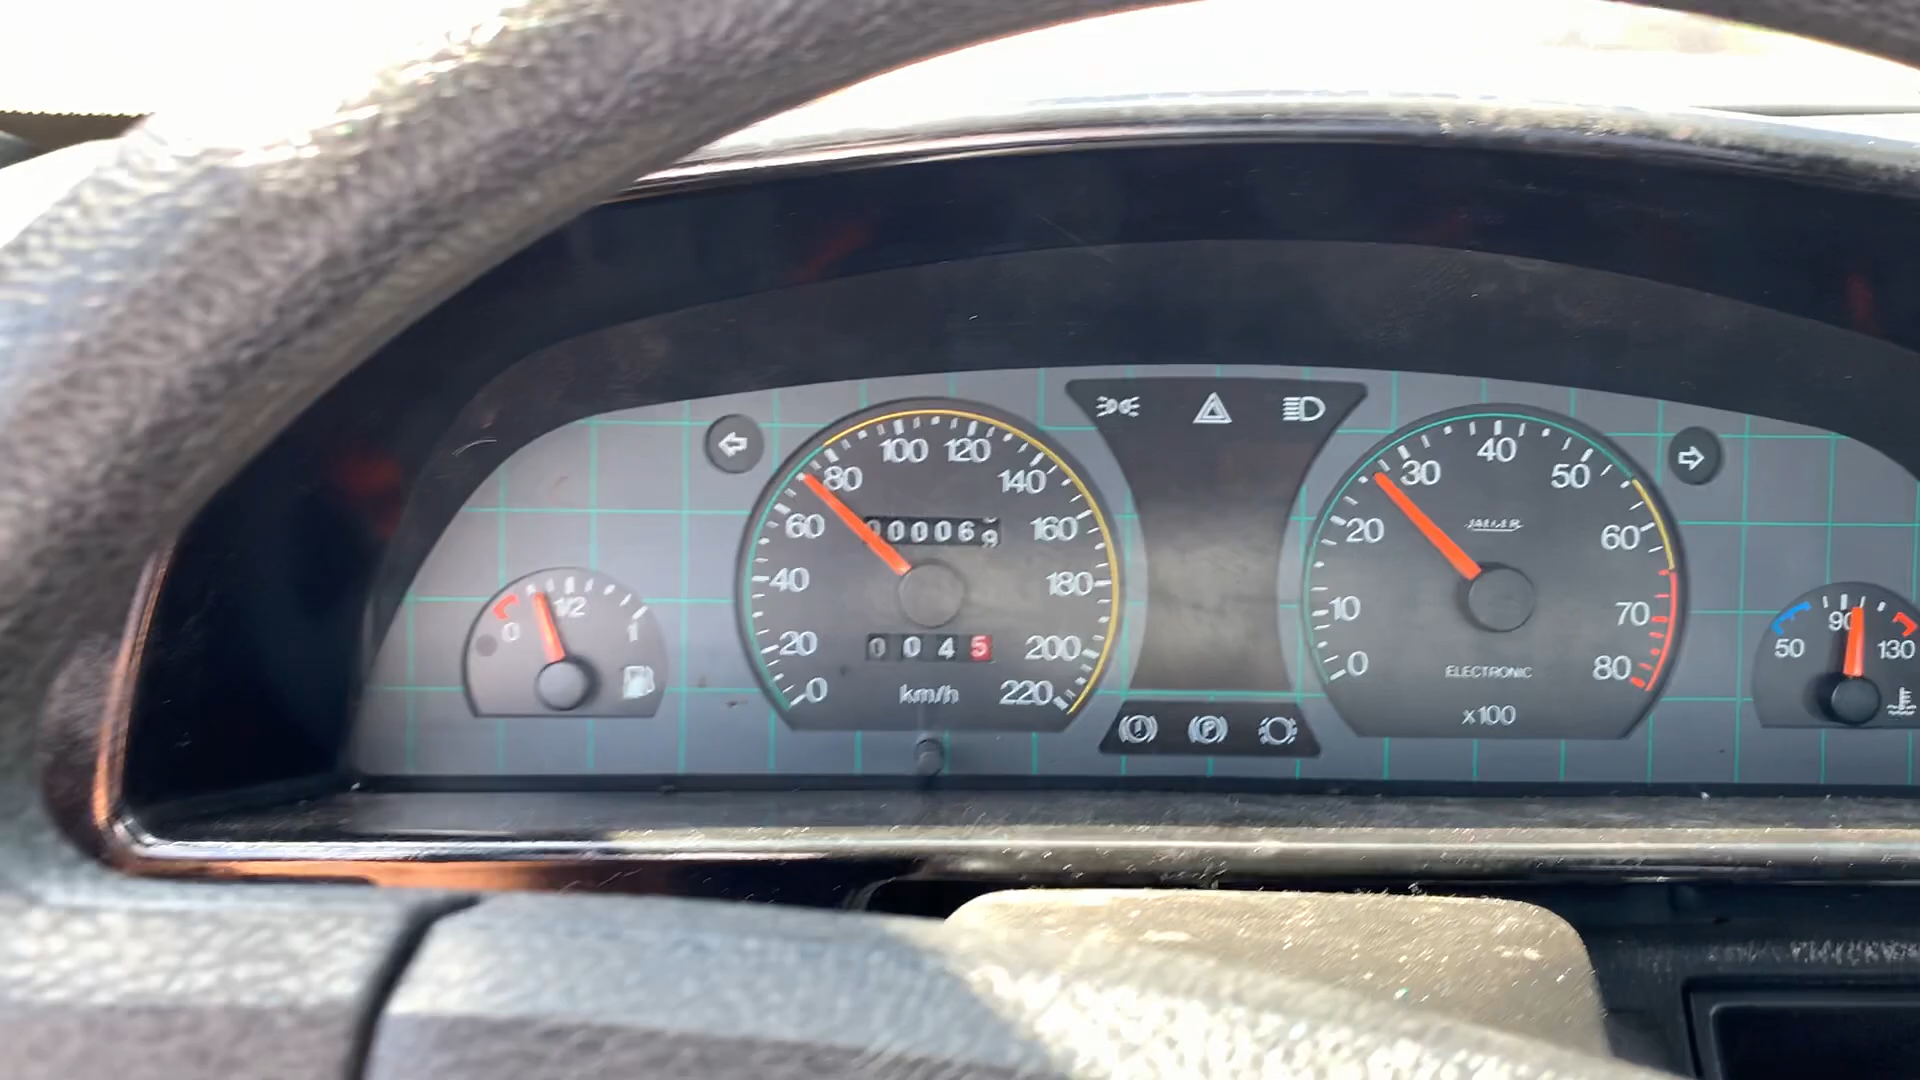 0 1/2 1
0 20 40 60 80 100 120 140 160 180 200 220
00006
0045
km/h
P
0 10 20 30 40 50 60 70 80
JAEGER
ELECTRONIC
x100
50 90 130